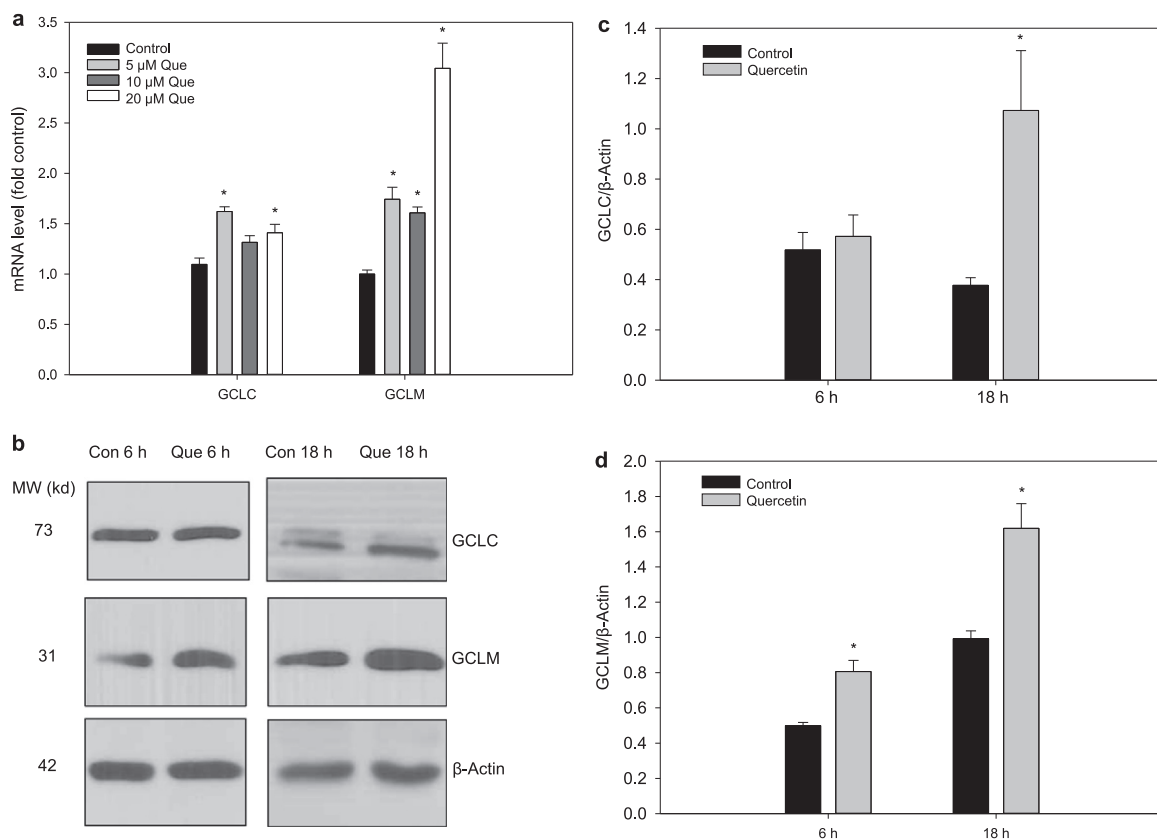 a
mRNA level (fold control)
3.5
3.0
2.5
2.0
1.5
1.0
0.5
0.0
Control
5 µM Que
10 µM Que
20 µM Que
*
*
*
*
*
GCLC
GCLM
b
Con 6 h Que 6 h Con 18 h Que 18 h
MW (kd)
73
GCLC
31
GCLM
42
β-Actin
c
GCLC/β-Actin
1.4
1.2
1.0
0.8
0.6
0.4
0.2
0.0
Control
Quercetin
*
6 h
18 h
d
GCLM/β-Actin
2.0
1.8
1.6
1.4
1.2
1.0
0.8
0.6
0.4
0.2
0.0
Control
Quercetin
*
*
6 h
18 h